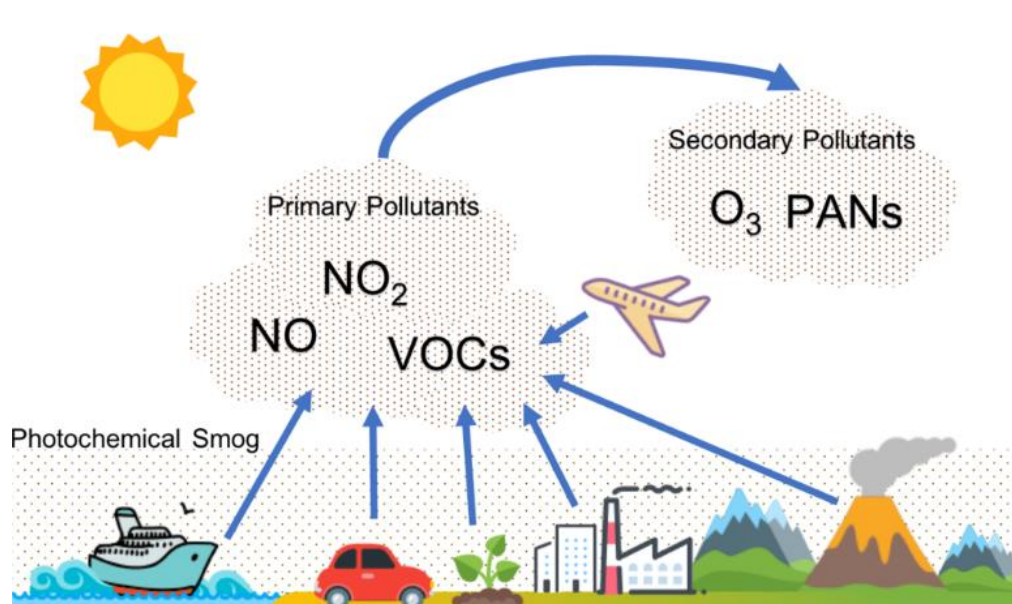 Secondary Pollutants
O₃ PANs
Primary Pollutants
NO₂
NO
VOCs
Photochemical Smog